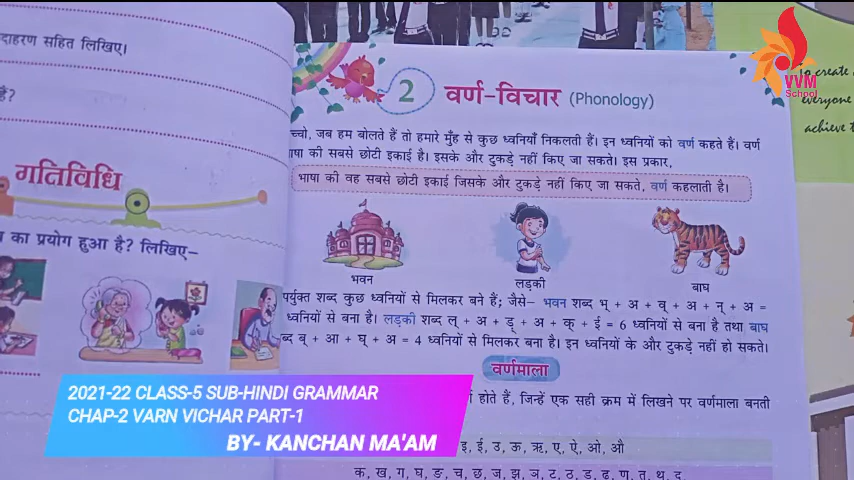 दाहरण सहित लिखिए।
है?
गतिविधि
का प्रयोग हुआ है? लिखिए–
2
वर्ण-विचार (Phonology)
च्चो, जब हम बोलते हैं तो हमारे मुँह से कुछ ध्वनियाँ निकलती हैं। इन ध्वनियों को वर्ण कहते हैं। वर्ण
ाषा की सबसे छोटी इकाई है। इसके और टुकड़े नहीं किए जा सकते। इस प्रकार,
भाषा की वह सबसे छोटी इकाई जिसके और टुकड़े नहीं किए जा सकते, वर्ण कहलाती है।
भवन
लड़की
बाघ
पर्युक्त शब्द कुछ ध्वनियों से मिलकर बने हैं; जैसे– भवन शब्द भ् + अ + व् + अ + न् + अ =
ध्वनियों से बना है। लड़की शब्द ल् + अ + ड़् + अ + क् + ई = 6 ध्वनियों से बना है तथा बाघ
ब्द ब् + आ + घ् + अ = 4 ध्वनियों से मिलकर बना है। इन ध्वनियों के और टुकड़े नहीं हो सकते।
वर्णमाला
होते हैं, जिन्हें एक सही क्रम में लिखने पर वर्णमाला बनती
इ, ई, उ, ऊ, ऋ, ए, ऐ, ओ, औ
क, ख, ग, घ, ङ, च, छ, ज, झ, ञ, ट, ठ, ड, ढ, ण, त, थ, द,
VVM
School
to create
everyone
achieve
2021-22 CLASS-5 SUB-HINDI GRAMMAR
CHAP-2 VARN VICHAR PART-1
BY- KANCHAN MA'AM